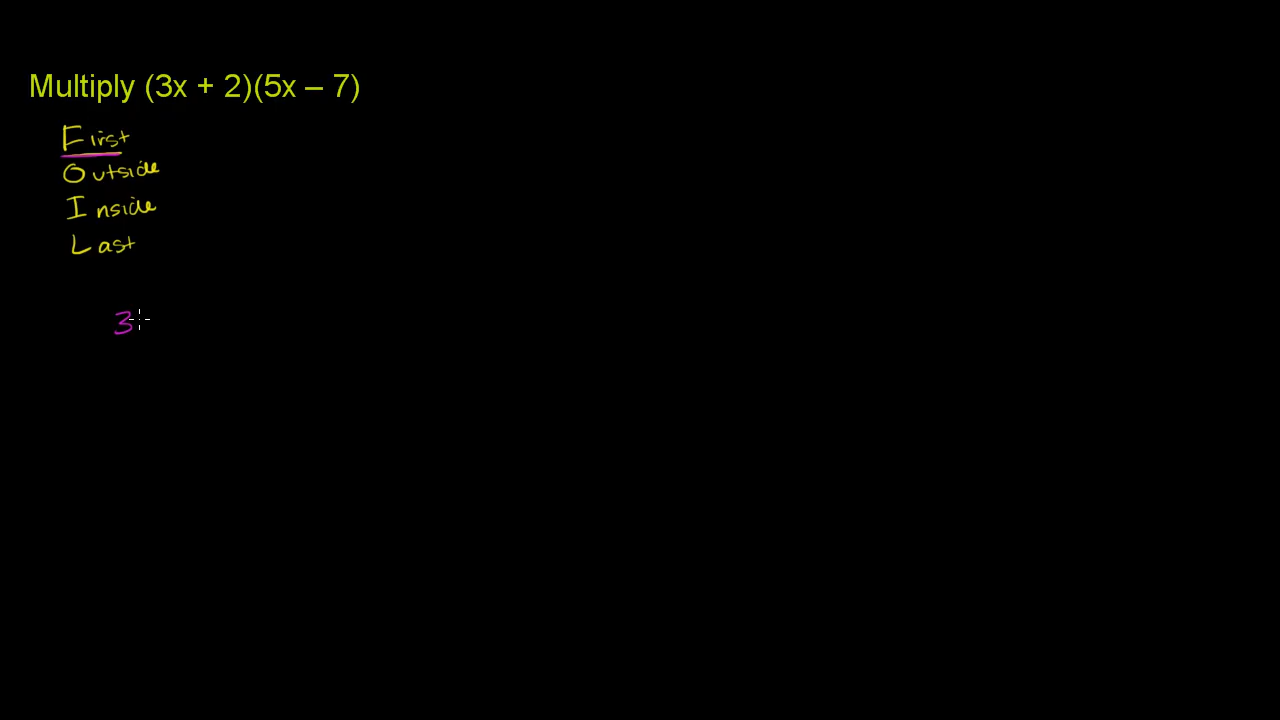 Multiply (3x + 2)(5x – 7)
First
Outside
Inside
Last
3